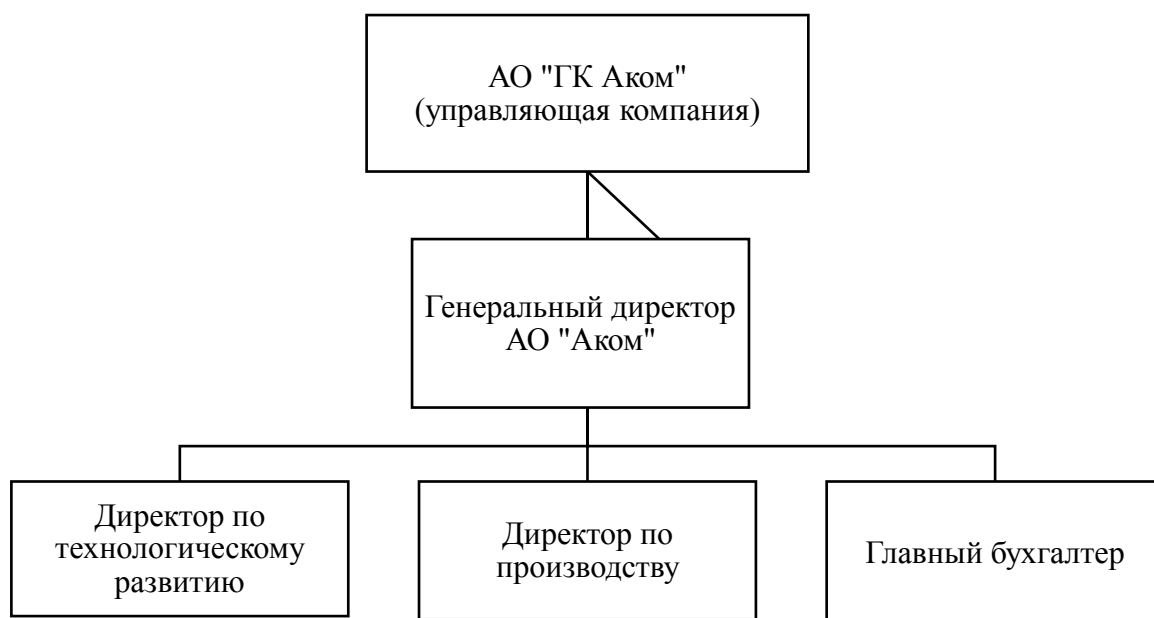 АО "ГК Аком"
(управляющая компания)
Генеральный директор
АО "Аком"
Директор по
технологическому
развитию
Директор по
производству
Главный бухгалтер